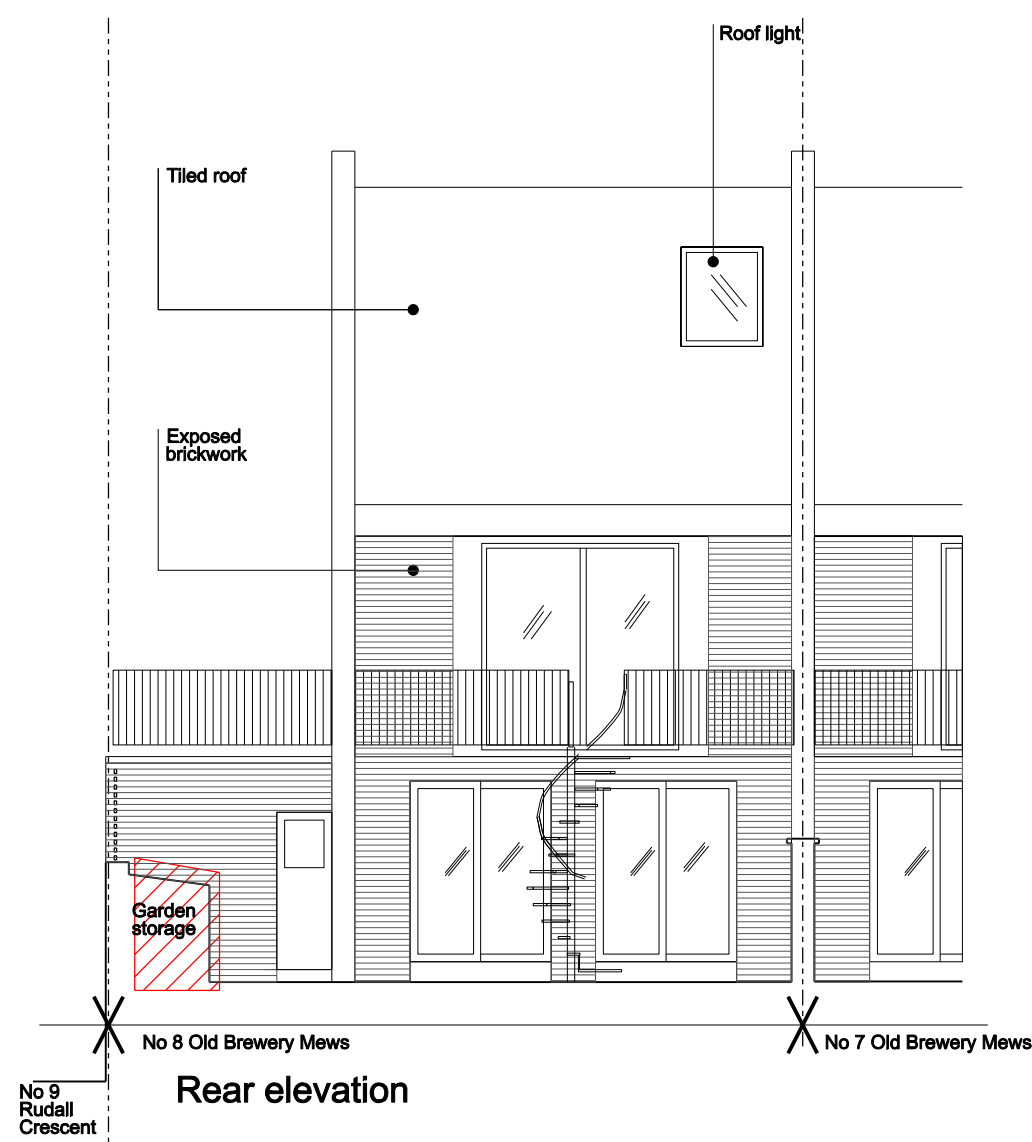 Roof light
Tiled roof
Exposed
brickwork
Garden
storage
No 8 Old Brewery Mews
No 7 Old Brewery Mews
Rear elevation
No 9
Rudall
Crescent